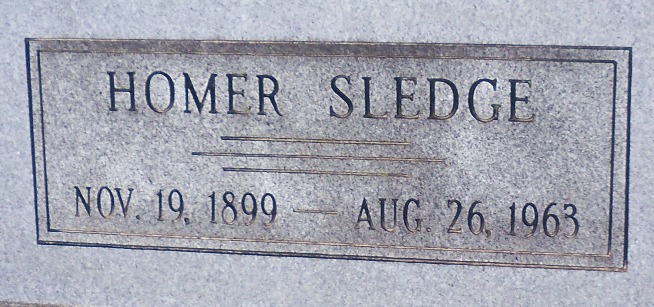 HOMER SLEDGE
NOV. 19, 1899 — AUG. 26, 1963